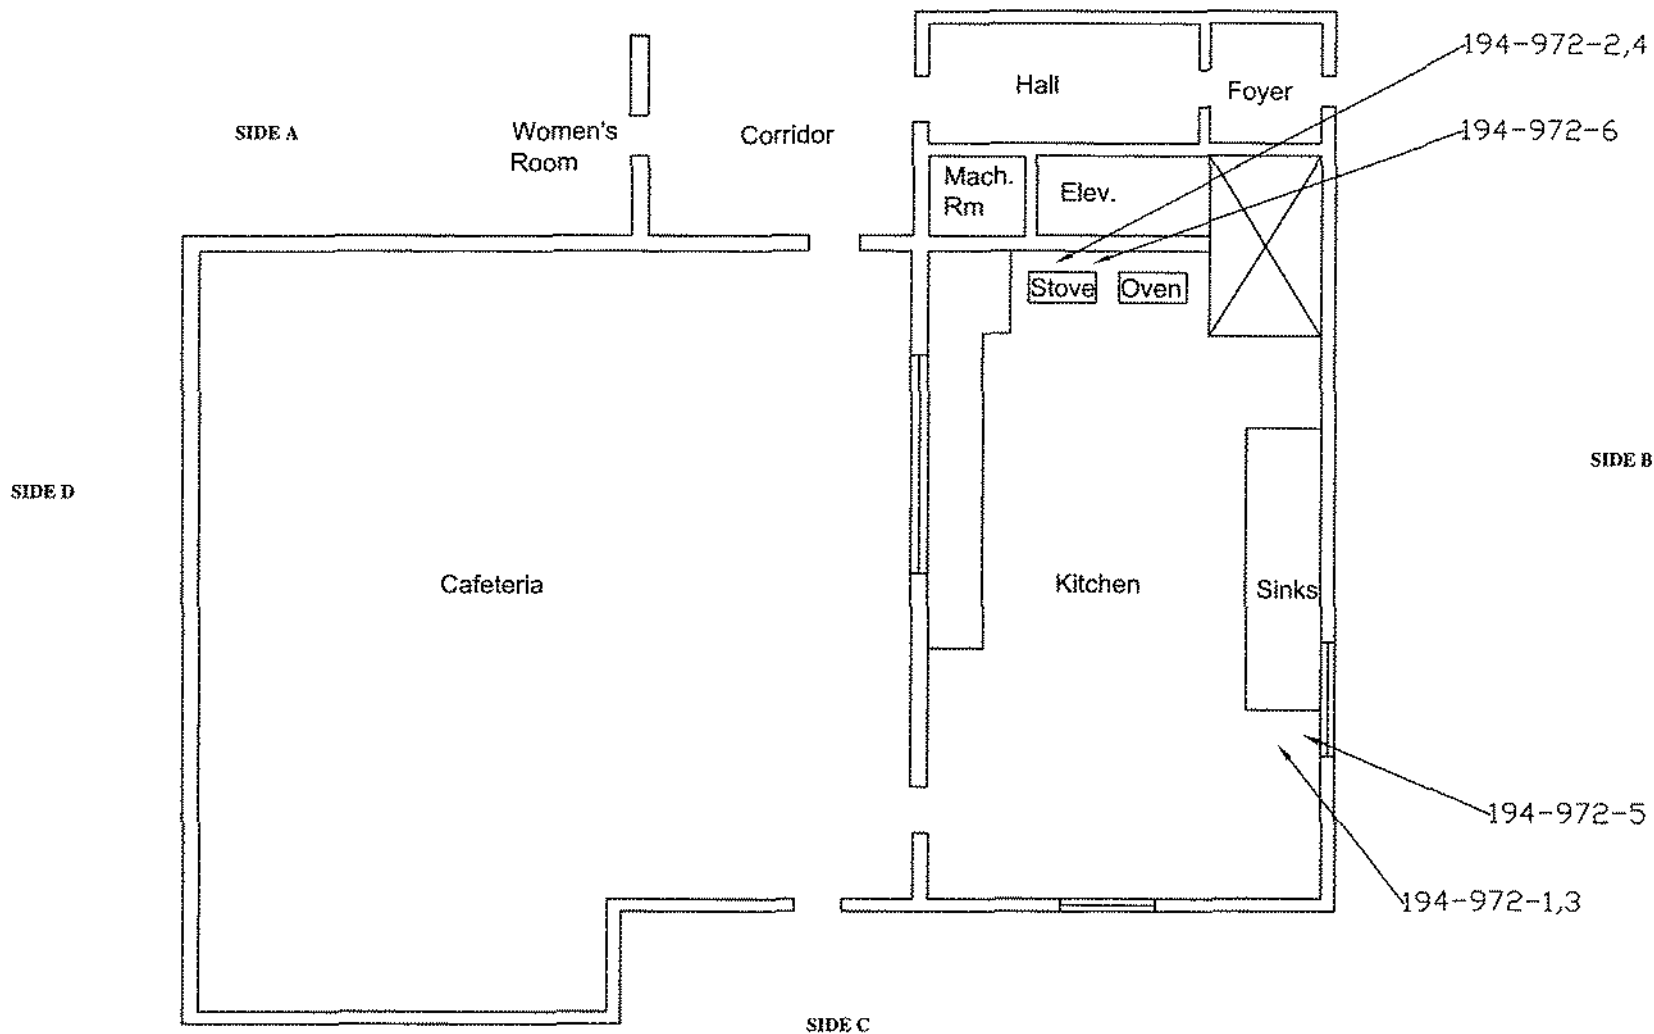 194-972-2,4
Hall
Foyer
194-972-6
SIDE A
Women's
Room
Corridor
Mach.
Rm
Elev.
Stove
Oven
SIDE B
SIDE D
Cafeteria
Kitchen
Sinks
194-972-5
194-972-1,3
SIDE C